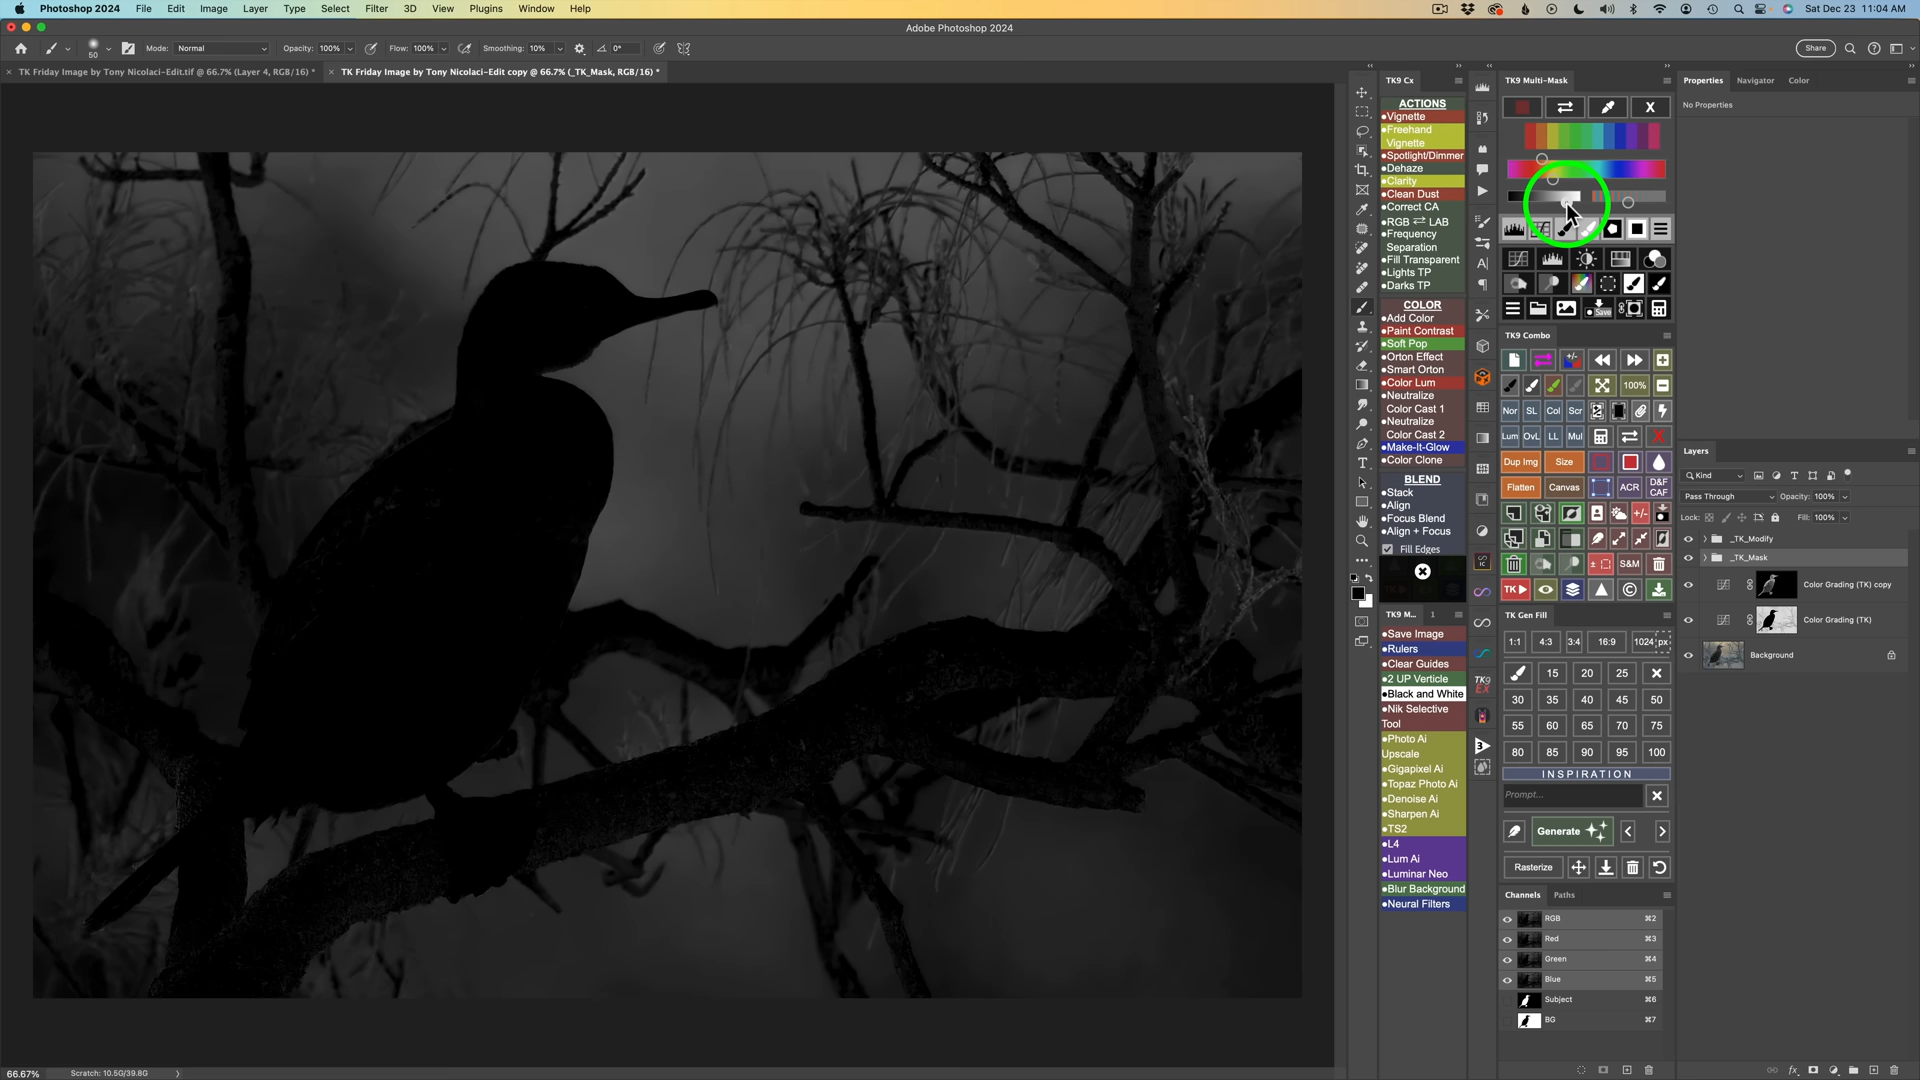 Photoshop 2024 File Edit Image Layer Type Select Filter 3D View Plugins Window Help Sat Dec 23 11:04 AM
Adobe Photoshop 2024
50
Mode: Normal Opacity: 100% Flow: 100% Smoothing: 10% 0° Share
TK Friday Image by Tony Nicolaci-Edit.tif @ 66.7% (Layer 4, RGB/16) * TK Friday Image by Tony Nicolaci-Edit copy @ 66.7% (_TK_Mask, RGB/16) *
TK9 Cx
ACTIONS
Vignette
Freehand
Vignette
Spotlight/Dimmer
Dehaze
Clarity
Clean Dust
Correct CA
RGB ⇄ LAB
Frequency
Separation
Fill Transparent
Lights TP
Darks TP
COLOR
Add Color
Paint Contrast
Soft Pop
Orton Effect
Smart Orton
Color Lum
Neutralize
Color Cast 1
Neutralize
Color Cast 2
Make-It-Glow
Color Clone
BLEND
Stack
Align
Focus Blend
Align + Focus
Fill Edges
TK9 M... 1
Save Image
Rulers
Clear Guides
2 UP Verticle
Black and White
Nik Selective
Tool
Photo Ai
Upscale
Gigapixel Ai
Topaz Photo Ai
Denoise Ai
Sharpen Ai
TS2
L4
Lum Ai
Luminar Neo
Blur Background
Neural Filters
TK9
EX
TK9 Multi-Mask
X
Save
TK9 Combo
100%
Nor SL Col Scr
Lum OvL LL Mul
Dup Img Size
Flatten Canvas ACR D&F
CAF
+/-
S&M
TK
TK Gen Fill
1:1 4:3 3:4 16:9 1024 px
15 20 25
30 35 40 45 50
55 60 65 70 75
80 85 90 95 100
INSPIRATION
Prompt...
Generate
Rasterize
Channels Paths
RGB ⌘2
Red ⌘3
Green ⌘4
Blue ⌘5
Subject ⌘6
BG ⌘7
Properties Navigator Color
No Properties
Layers
Kind
Pass Through Opacity: 100%
Lock: Fill: 100%
_TK_Modify
_TK_Mask
Color Grading (TK) copy
Color Grading (TK)
Background
66.67% Scratch: 10.5G/39.8G